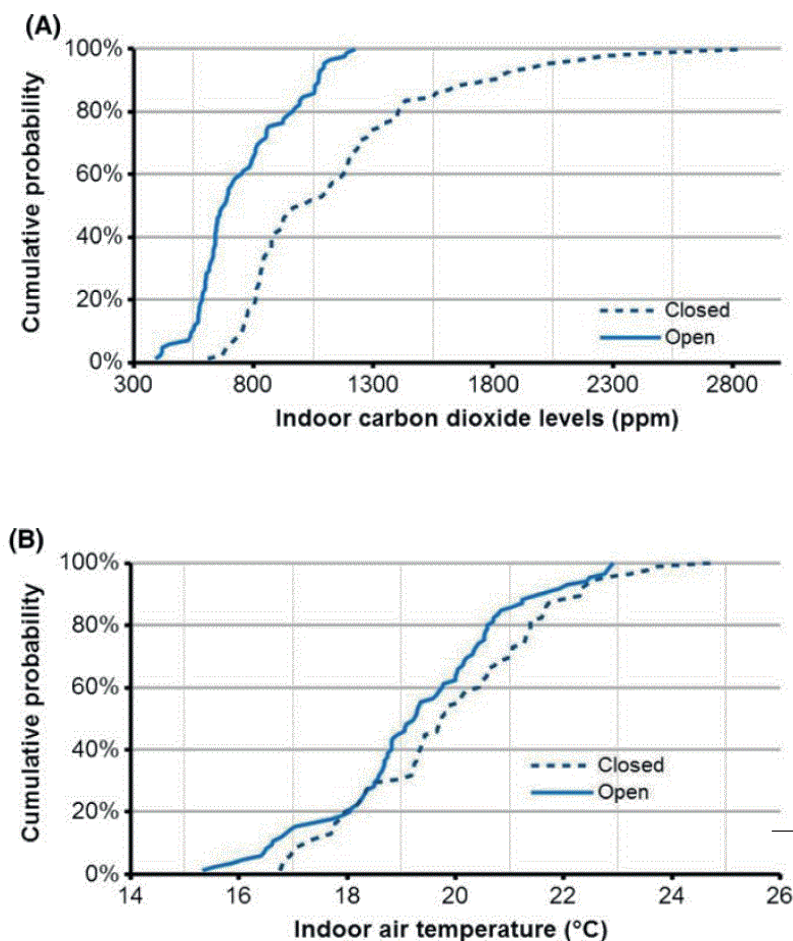 (A)
100%
80%
60%
40%
20%
0%
Cumulative probability
Closed
Open
300 800 1300 1800 2300 2800
Indoor carbon dioxide levels (ppm)
(B)
100%
80%
60%
40%
20%
0%
Cumulative probability
Closed
Open
14 16 18 20 22 24 26
Indoor air temperature (°C)